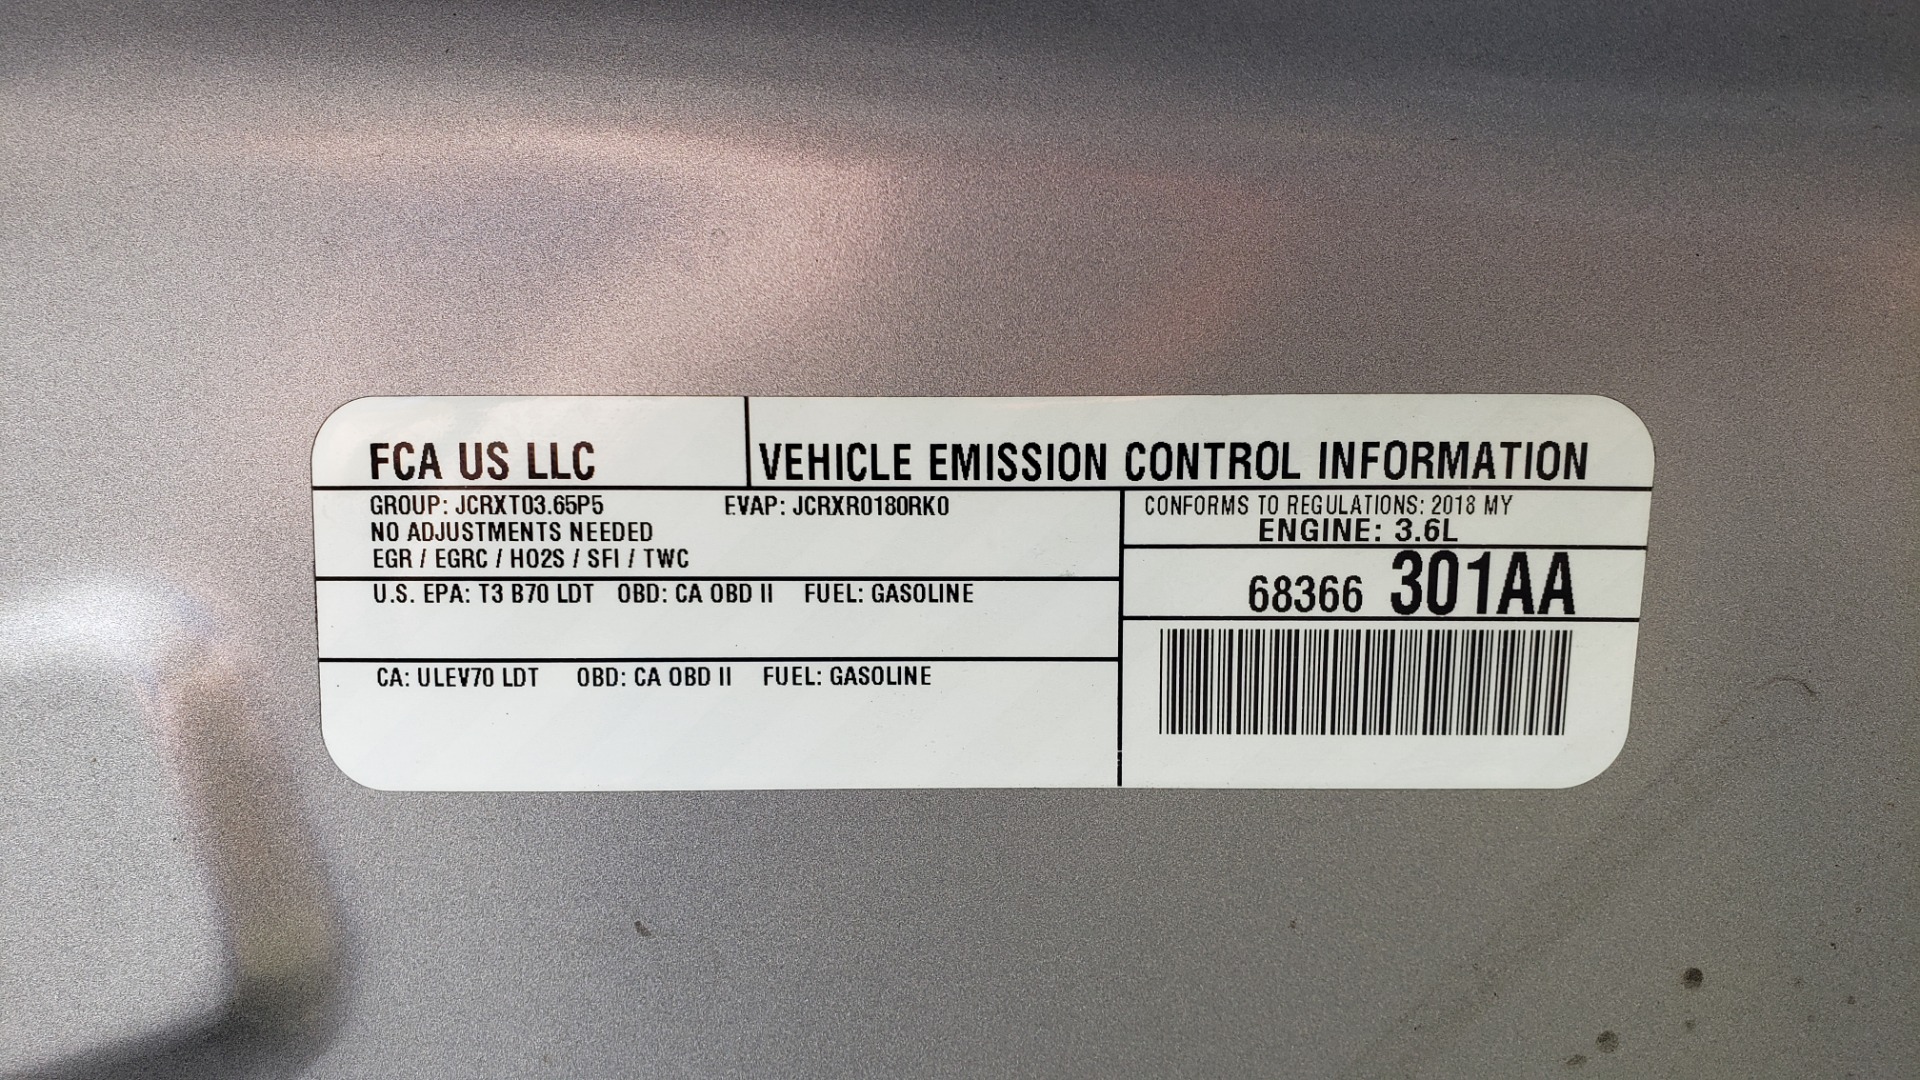 FCA US LLC
VEHICLE EMISSION CONTROL INFORMATION
GROUP: JCRXT03.65P5 EVAP: JCRXR0180RK0
NO ADJUSTMENTS NEEDED
EGR / EGRC / HO2S / SFI / TWC
U.S. EPA: T3 B70 LDT OBD: CA OBD II FUEL: GASOLINE
CA: ULEV70 LDT OBD: CA OBD II FUEL: GASOLINE
CONFORMS TO REGULATIONS: 2018 MY
ENGINE: 3.6L
68366 301AA